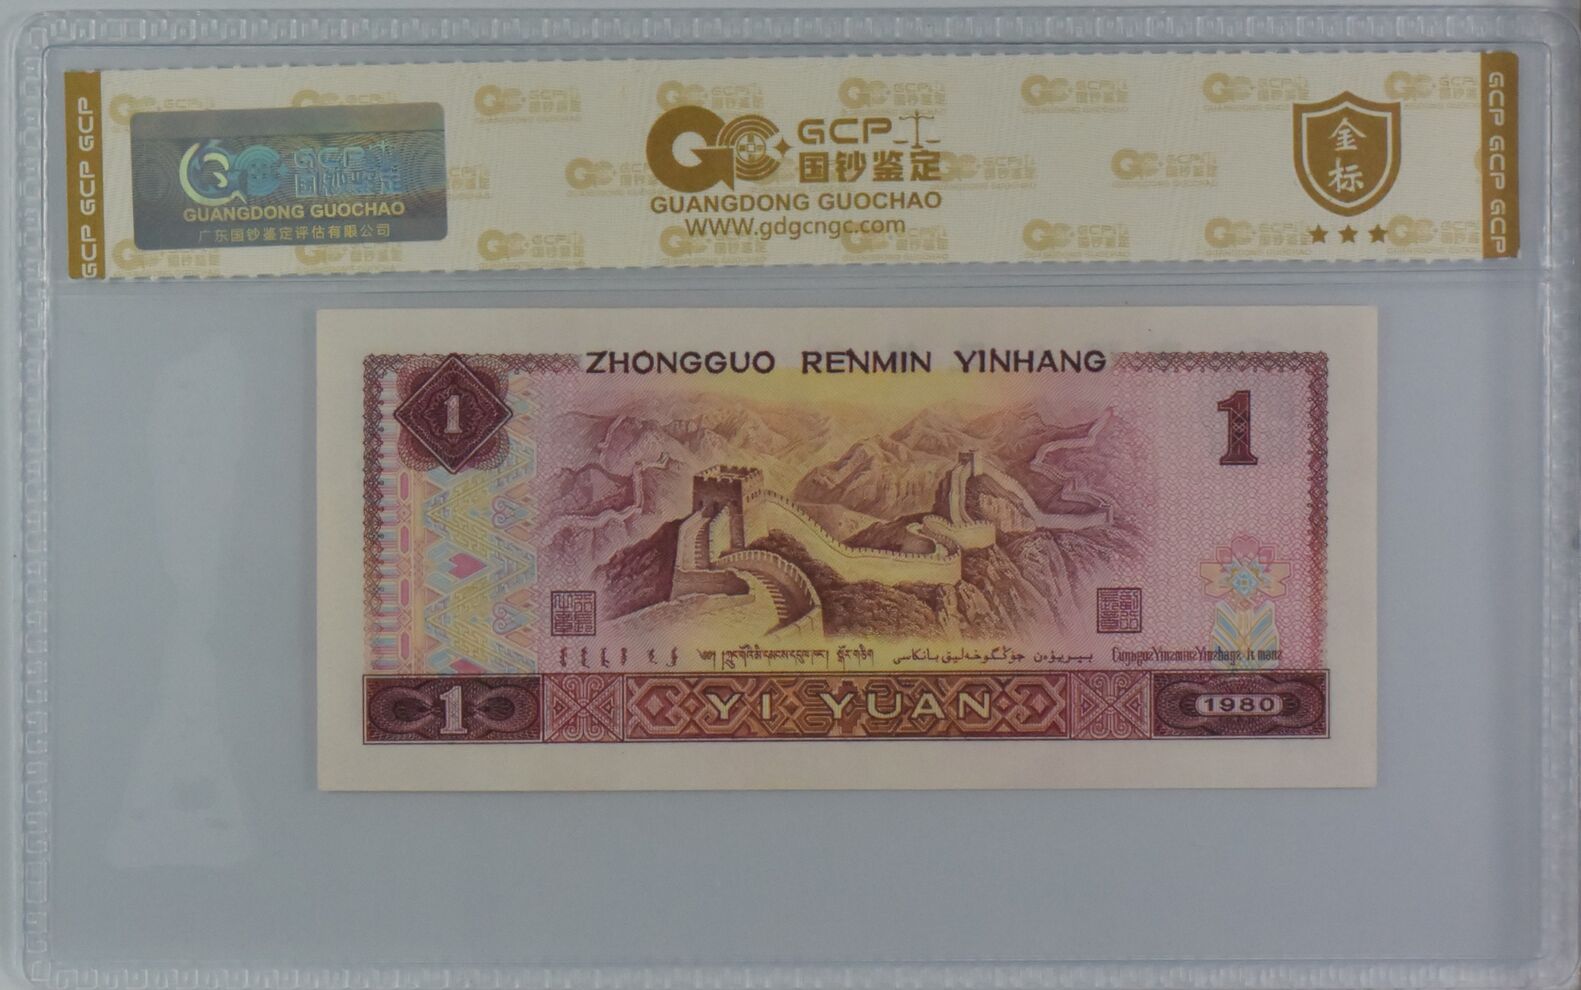 GCP
国钞鉴定
GUANGDONG GUOCHAO
广东国钞鉴定评估有限公司
GCP
国钞鉴定
GUANGDONG GUOCHAO
WWW.gdgcngc.com
金标
GCP GCP GCP
GCP GCP GCP
ZHONGGUO RENMIN YINHANG
1
1
1
YI YUAN
1980